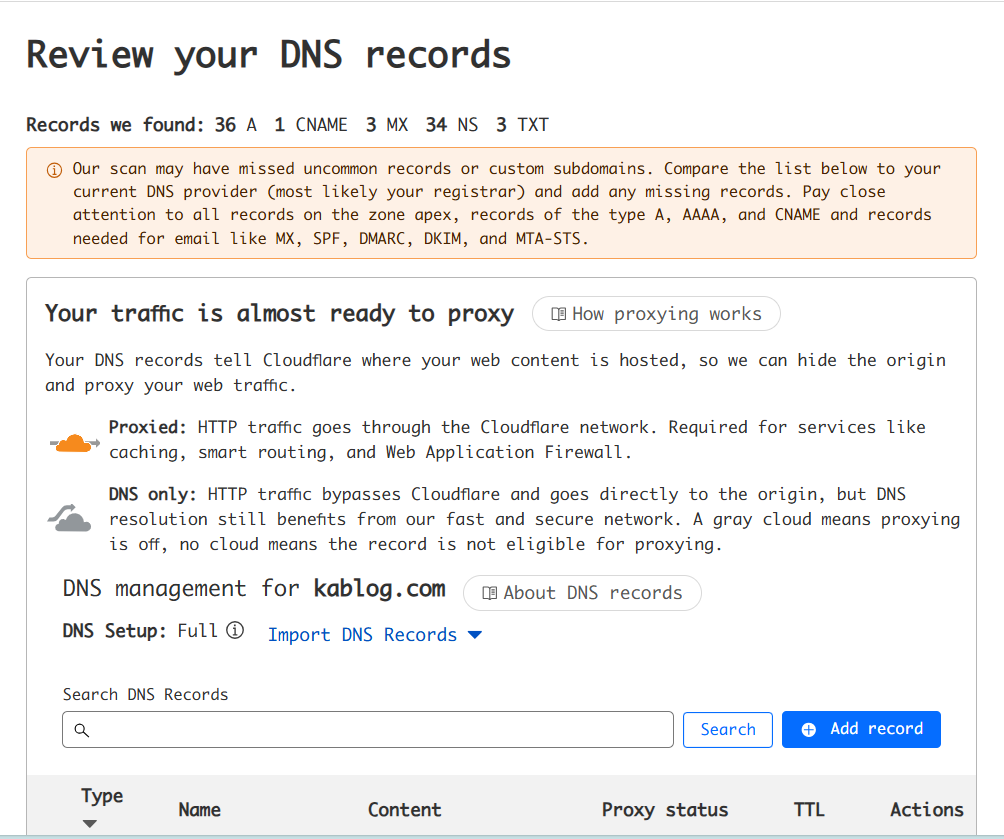 Review your DNS records
Records we found: 36 A 1 CNAME 3 MX 34 NS 3 TXT
Our scan may have missed uncommon records or custom subdomains. Compare the list below to your
current DNS provider (most likely your registrar) and add any missing records. Pay close
attention to all records on the zone apex, records of the type A, AAAA, and CNAME and records
needed for email like MX, SPF, DMARC, DKIM, and MTA-STS.
Your traffic is almost ready to proxy
How proxying works
Your DNS records tell Cloudflare where your web content is hosted, so we can hide the origin
and proxy your web traffic.
Proxied: HTTP traffic goes through the Cloudflare network. Required for services like
caching, smart routing, and Web Application Firewall.
DNS only: HTTP traffic bypasses Cloudflare and goes directly to the origin, but DNS
resolution still benefits from our fast and secure network. A gray cloud means proxying
is off, no cloud means the record is not eligible for proxying.
DNS management for kablog.com
About DNS records
DNS Setup: Full
Import DNS Records
Search DNS Records
Search
Add record
Type Name Content Proxy status TTL Actions